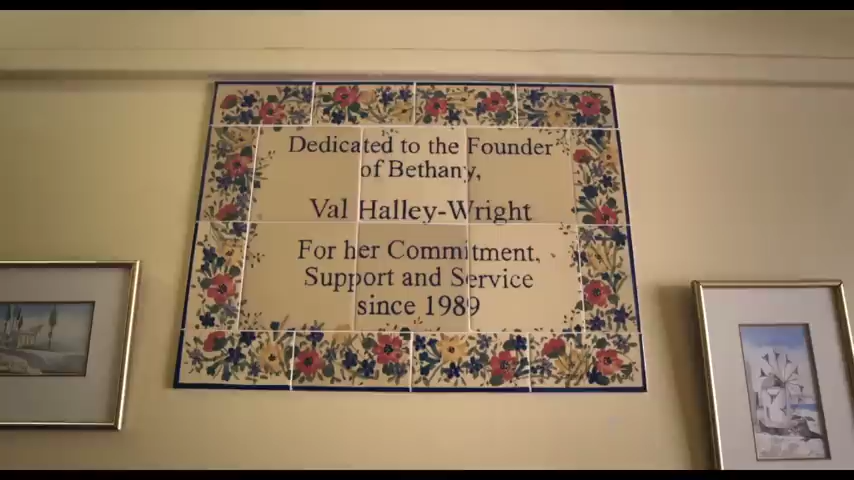 Dedicated to the Founder
of Bethany,
Val Halley-Wright
For her Commitment,
Support and Service
since 1989